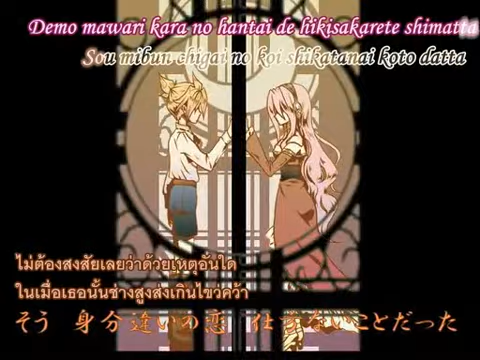 Demo mawari kara no hantai de hikisakarete shimatta
Sou mibun chigai no koi shikatanai koto datta
ไม่ต้องสงสัยเลยว่าด้วยเหตุอันใด
ในเมื่อเธอนั้นช่างสูงส่งเกินไขว่คว้า
そう 身分違いの恋 仕方ないことだった